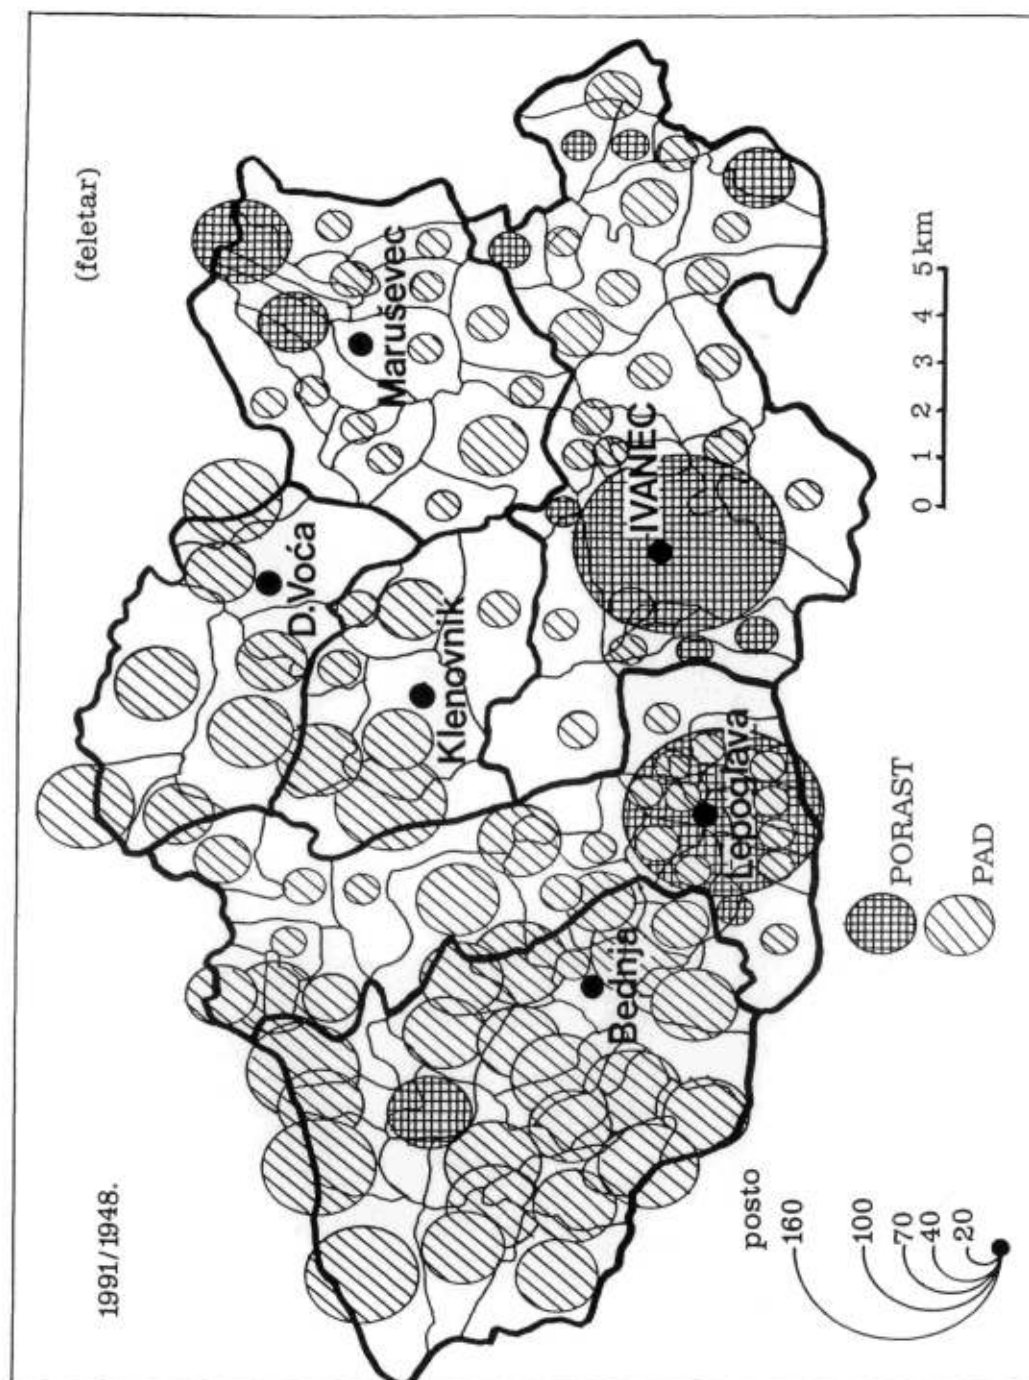 1991/1948.
(feletar)
Maruševec
D.Voća
Klenovnik
IVANEC
Lepoglava
Bednja
posto
160
100
70
40
20
PORAST
PAD
0 1 2 3 4 5 km